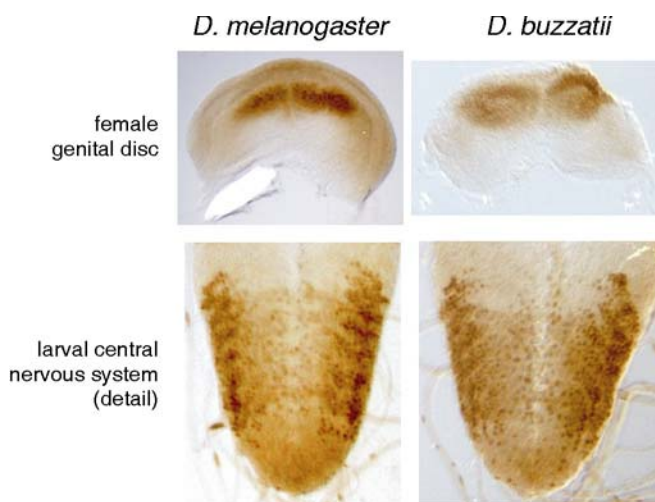 D. melanogaster
D. buzzatii
female
genital disc
larval central
nervous system
(detail)